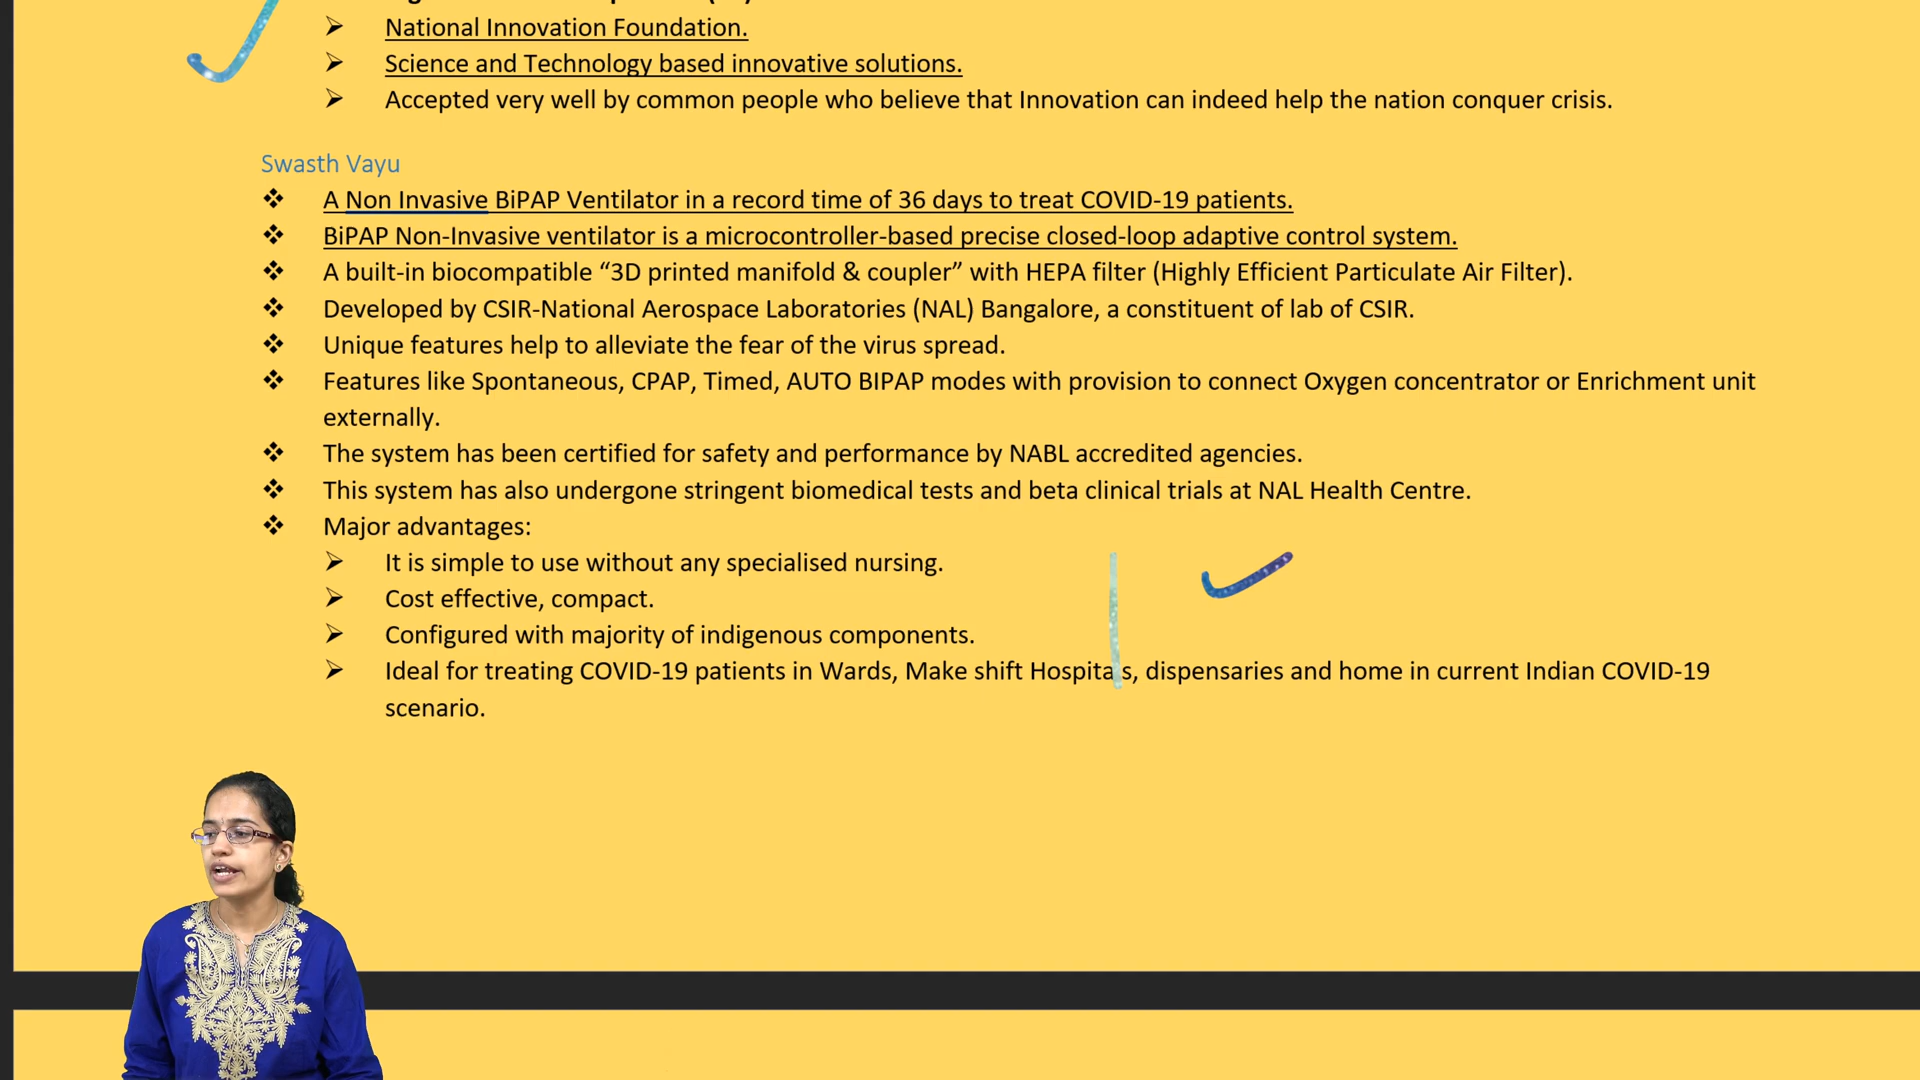 National Innovation Foundation.
Science and Technology based innovative solutions.
Accepted very well by common people who believe that Innovation can indeed help the nation conquer crisis.
Swasth Vayu
A Non Invasive BiPAP Ventilator in a record time of 36 days to treat COVID-19 patients.
BiPAP Non-Invasive ventilator is a microcontroller-based precise closed-loop adaptive control system.
A built-in biocompatible “3D printed manifold & coupler” with HEPA filter (Highly Efficient Particulate Air Filter).
Developed by CSIR-National Aerospace Laboratories (NAL) Bangalore, a constituent of lab of CSIR.
Unique features help to alleviate the fear of the virus spread.
Features like Spontaneous, CPAP, Timed, AUTO BIPAP modes with provision to connect Oxygen concentrator or Enrichment unit
externally.
The system has been certified for safety and performance by NABL accredited agencies.
This system has also undergone stringent biomedical tests and beta clinical trials at NAL Health Centre.
Major advantages:
It is simple to use without any specialised nursing.
Cost effective, compact.
Configured with majority of indigenous components.
Ideal for treating COVID-19 patients in Wards, Make shift Hospitals, dispensaries and home in current Indian COVID-19
scenario.